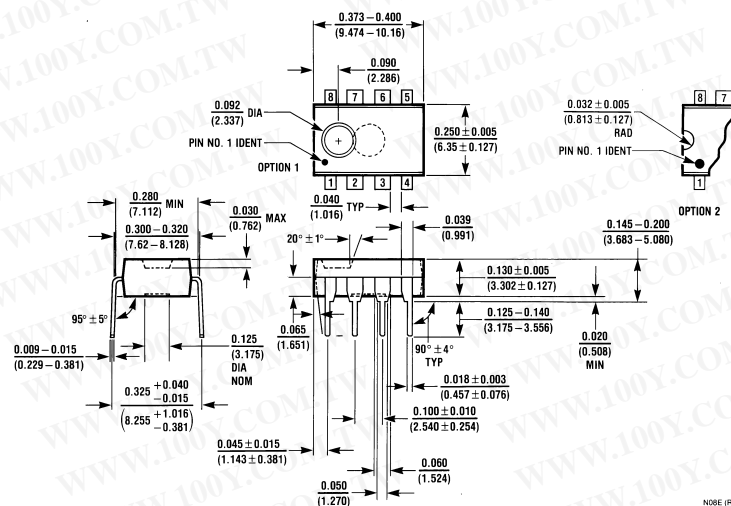 0.373 – 0.400
(9.474 – 10.16)
0.090
(2.286)
8 7 6 5
0.092 DIA
(2.337)
PIN NO. 1 IDENT
OPTION 1
1 2 3 4
0.250 ± 0.005
(6.35 ± 0.127)
8 7
0.032 ± 0.005
(0.813 ± 0.127)
RAD
PIN NO. 1 IDENT
1
OPTION 2
0.280 MIN
(7.112)
0.300 – 0.320
(7.62 – 8.128)
0.030 MAX
(0.762)
0.040 TYP
(1.016)
0.039
(0.991)
20° ± 1°
0.145 – 0.200
(3.683 – 5.080)
0.130 ± 0.005
(3.302 ± 0.127)
0.125 – 0.140
(3.175 – 3.556)
0.020
(0.508)
MIN
95° ± 5°
0.009 – 0.015
(0.229 – 0.381)
0.125
(3.175)
DIA
NOM
0.065
(1.651)
90° ± 4°
TYP
0.325 +0.040
−0.015
(8.255 +1.016
−0.381)
0.018 ± 0.003
(0.457 ± 0.076)
0.100 ± 0.010
(2.540 ± 0.254)
0.045 ± 0.015
(1.143 ± 0.381)
0.060
(1.524)
0.050
(1.270)
N08E (R
WWW.100Y.COM.TW